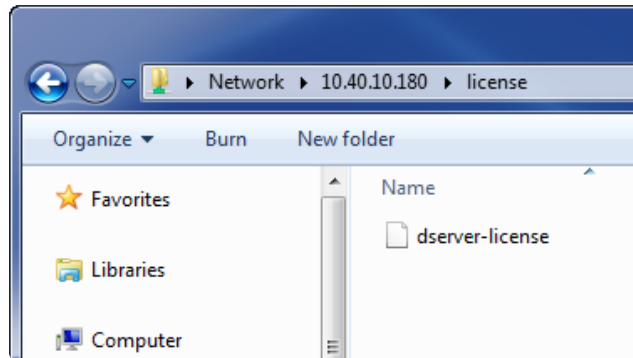 Network 10.40.10.180 license
Organize Burn New folder
Favorites
Name
dserver-license
Libraries
Computer